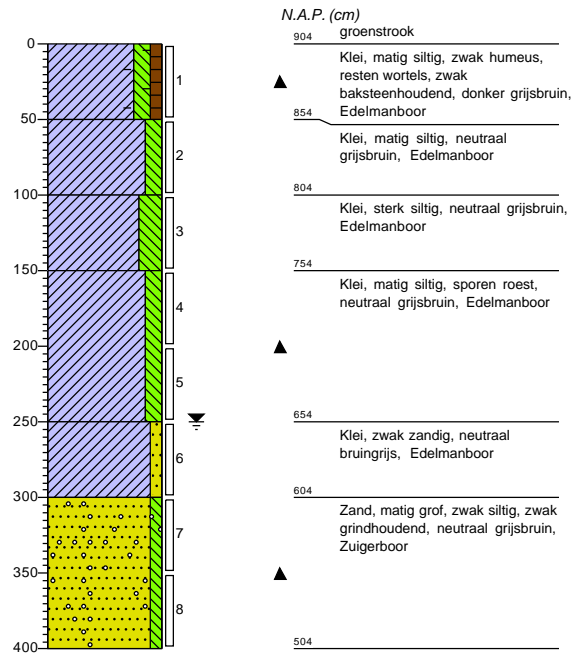 N.A.P. (cm)
groenstrook
0
904
Klei, matig siltig, zwak humeus,
resten wortels, zwak
baksteenhoudend, donker grijsbruin,
Edelmanboor
1
50
854
Klei, matig siltig, neutraal
grijsbruin, Edelmanboor
2
100
804
Klei, sterk siltig, neutraal grijsbruin,
Edelmanboor
3
150
754
Klei, matig siltig, sporen roest,
neutraal grijsbruin, Edelmanboor
4
200
5
250
654
Klei, zwak zandig, neutraal
bruingrijs, Edelmanboor
6
300
604
Zand, matig grof, zwak siltig, zwak
grindhoudend, neutraal grijsbruin,
Zuigerboor
7
350
8
400
504